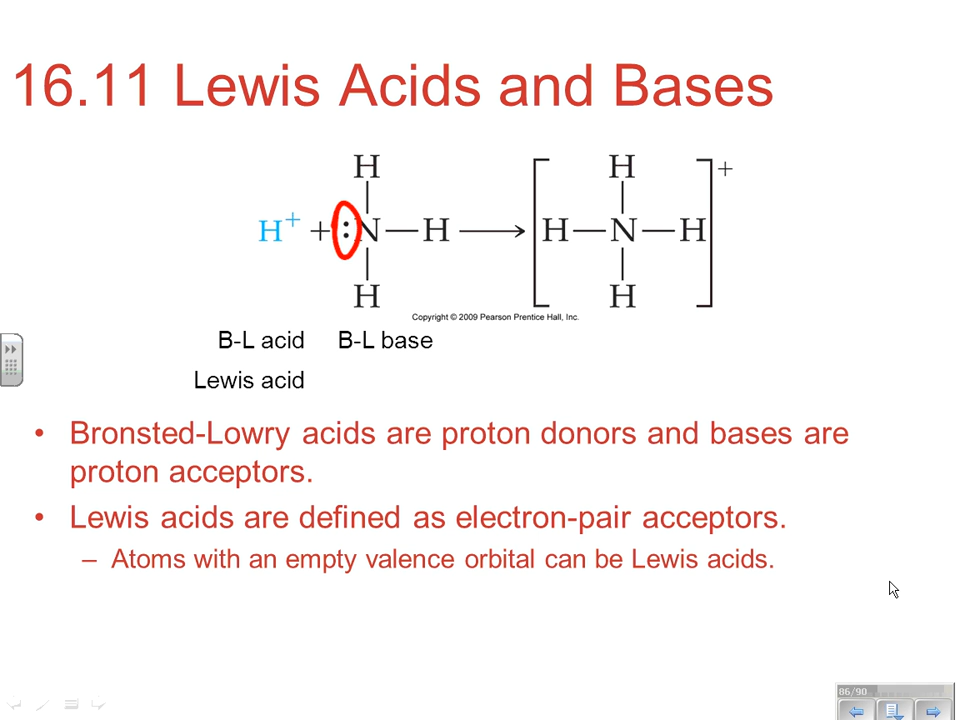 16.11 Lewis Acids and Bases
H H
H+ + :N—H → [H—N—H]+
H H
Copyright © 2009 Pearson Prentice Hall, Inc.
B-L acid B-L base
Lewis acid
• Bronsted-Lowry acids are proton donors and bases are
proton acceptors.
• Lewis acids are defined as electron-pair acceptors.
– Atoms with an empty valence orbital can be Lewis acids.
86/90